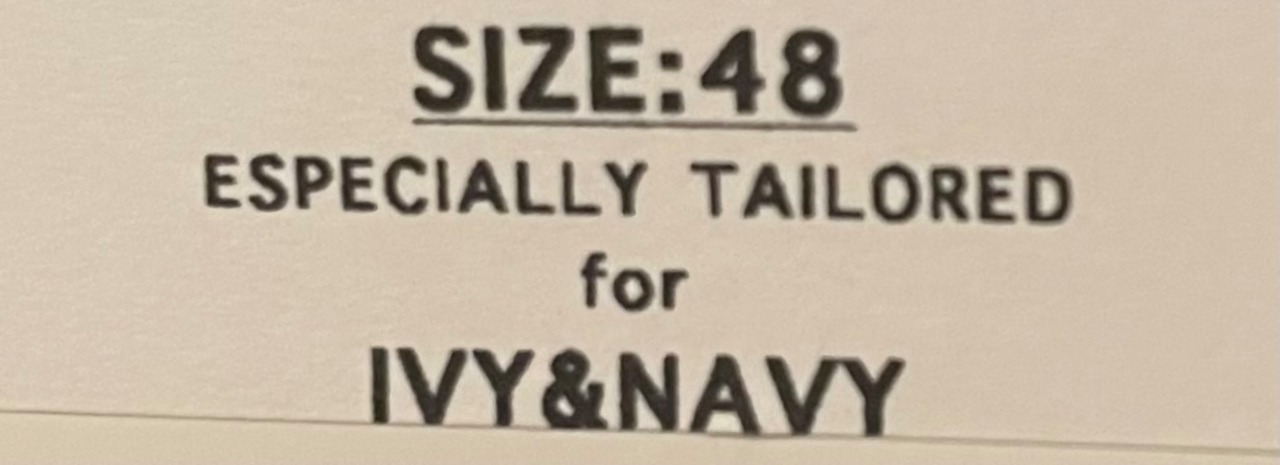 SIZE:48
ESPECIALLY TAILORED
for
IVY&NAVY